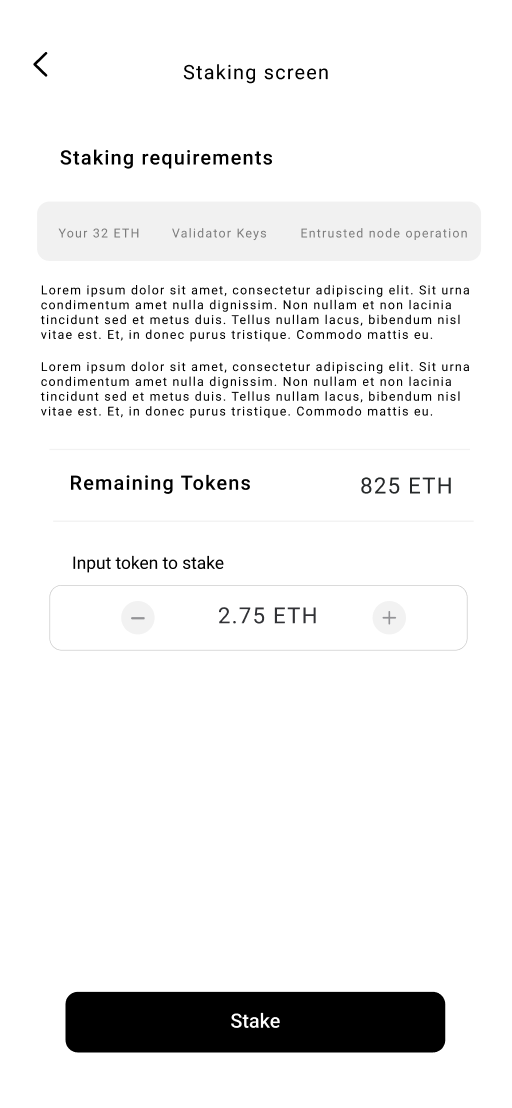 Staking screen
Staking requirements
Your 32 ETH Validator Keys Entrusted node operation
Lorem ipsum dolor sit amet, consectetur adipiscing elit. Sit urna
condimentum amet nulla dignissim. Non nullam et non lacinia
tincidunt sed et metus duis. Tellus nullam lacus, bibendum nisl
vitae est. Et, in donec purus tristique. Commodo mattis eu.
Lorem ipsum dolor sit amet, consectetur adipiscing elit. Sit urna
condimentum amet nulla dignissim. Non nullam et non lacinia
tincidunt sed et metus duis. Tellus nullam lacus, bibendum nisl
vitae est. Et, in donec purus tristique. Commodo mattis eu.
Remaining Tokens 825 ETH
Input token to stake
− 2.75 ETH +
Stake